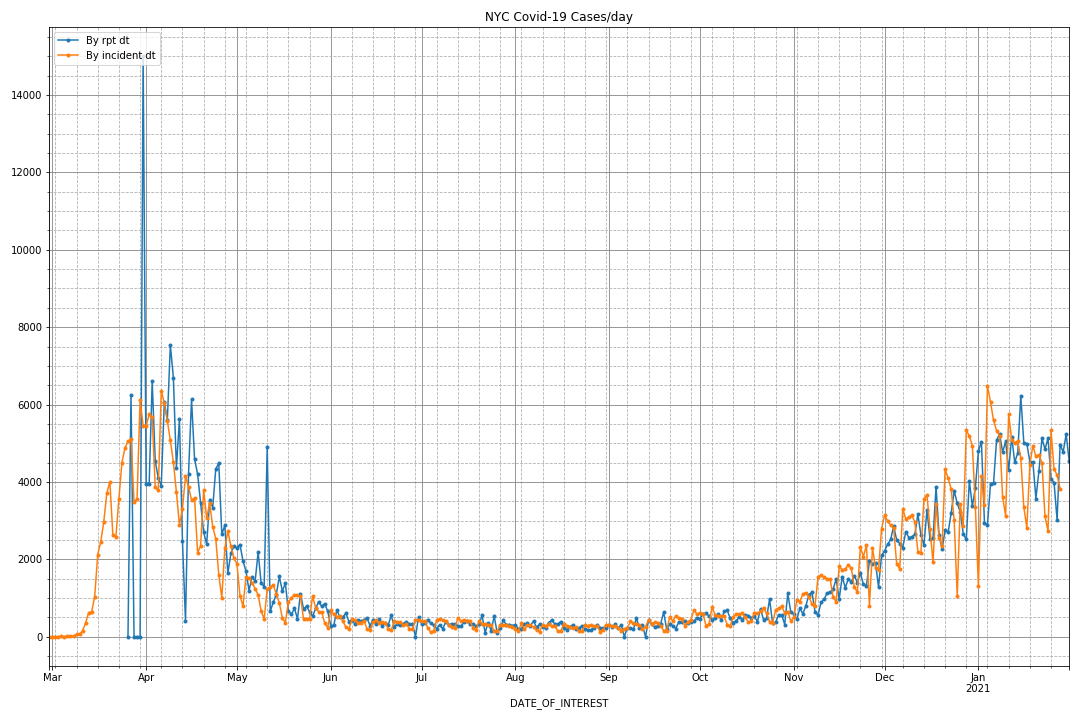 NYC Covid-19 Cases/day
By rpt dt
By incident dt
14000
12000
10000
8000
6000
4000
2000
0
Mar Apr May Jun Jul Aug Sep Oct Nov Dec Jan
2021
DATE_OF_INTEREST